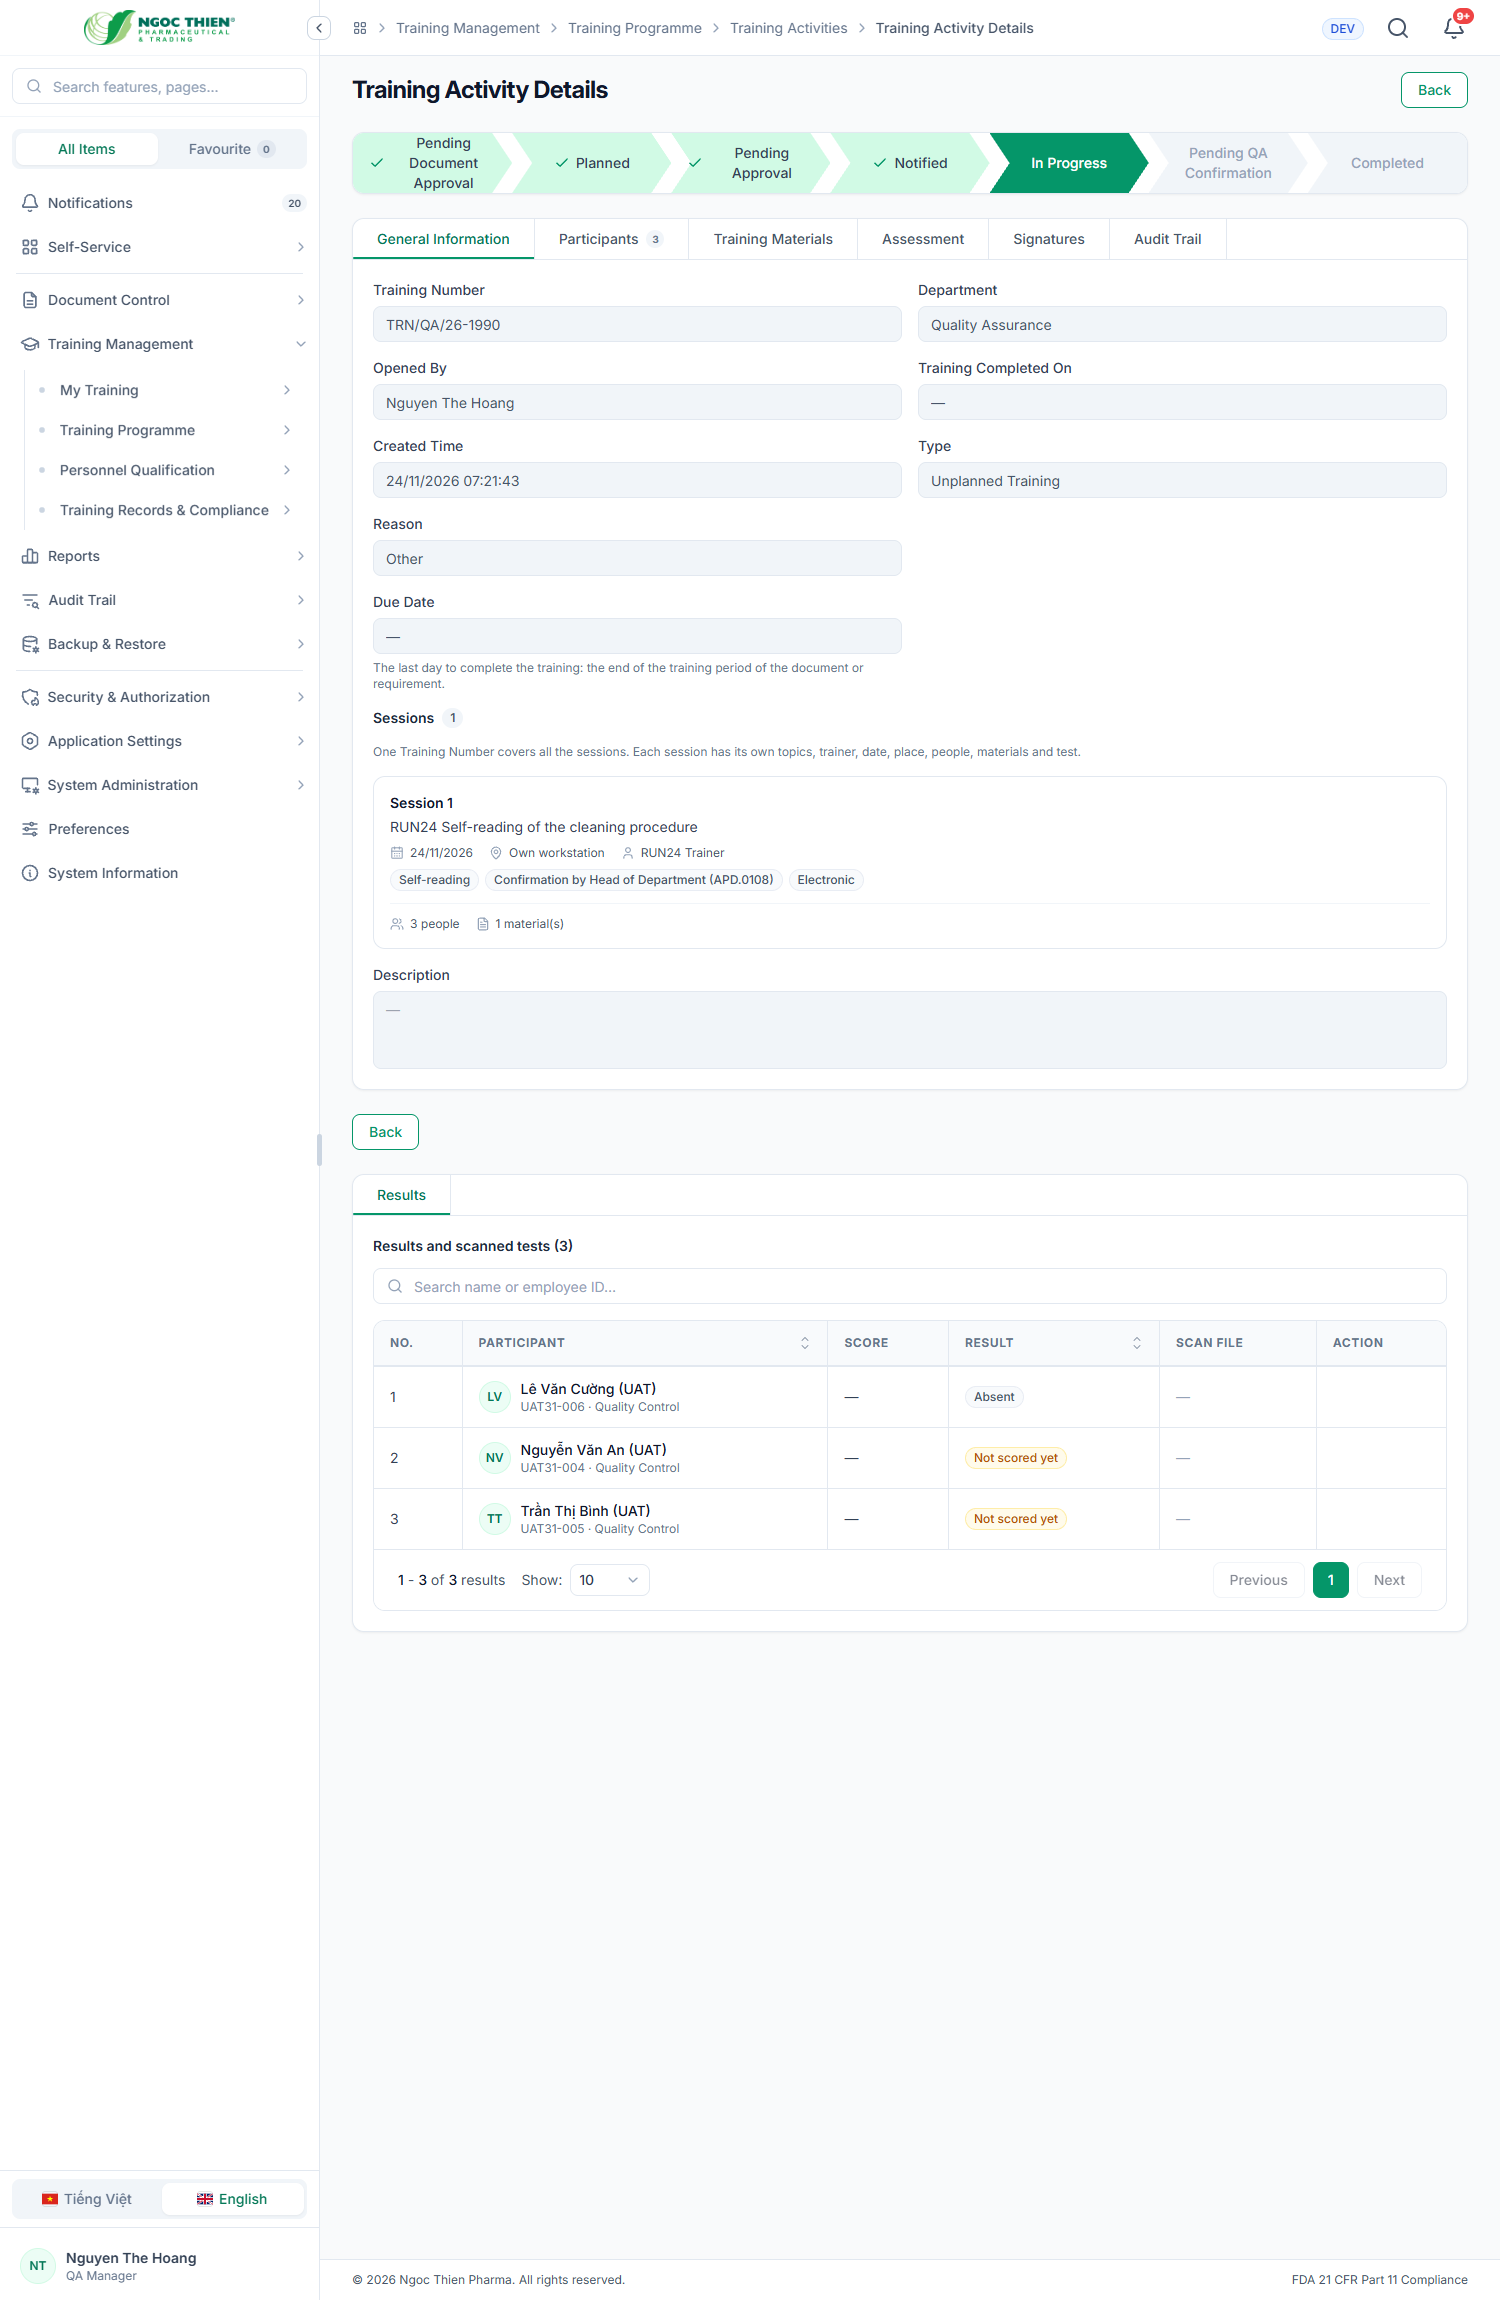 NGOC THIEN®
PHARMACEUTICAL
& TRADING
Training Management
Training Programme
Training Activities
Training Activity Details
DEV
9+
Search features, pages...
All Items
Favourite 0
Notifications 20
Self-Service
Document Control
Training Management
My Training
Training Programme
Personnel Qualification
Training Records & Compliance
Reports
Audit Trail
Backup & Restore
Security & Authorization
Application Settings
System Administration
Preferences
System Information
Tiếng Việt
English
NT
Nguyen The Hoang
QA Manager
Training Activity Details
Back
Pending
Document
Approval
Planned
Pending
Approval
Notified
In Progress
Pending QA
Confirmation
Completed
General Information
Participants 3
Training Materials
Assessment
Signatures
Audit Trail
Training Number
TRN/QA/26-1990
Department
Quality Assurance
Opened By
Nguyen The Hoang
Training Completed On
—
Created Time
24/11/2026 07:21:43
Type
Unplanned Training
Reason
Other
Due Date
—
The last day to complete the training: the end of the training period of the document or
requirement.
Sessions 1
One Training Number covers all the sessions. Each session has its own topics, trainer, date, place, people, materials and test.
Session 1
RUN24 Self-reading of the cleaning procedure
24/11/2026 Own workstation RUN24 Trainer
Self-reading Confirmation by Head of Department (APD.0108) Electronic
3 people 1 material(s)
Description
—
Back
Results
Results and scanned tests (3)
Search name or employee ID...
NO. PARTICIPANT SCORE RESULT SCAN FILE ACTION
1 LV Lê Văn Cường (UAT) — Absent —
UAT31-006 · Quality Control
2 NV Nguyễn Văn An (UAT) — Not scored yet —
UAT31-004 · Quality Control
3 TT Trần Thị Bình (UAT) — Not scored yet —
UAT31-005 · Quality Control
1 - 3 of 3 results Show: 10 Previous 1 Next
© 2026 Ngoc Thien Pharma. All rights reserved.
FDA 21 CFR Part 11 Compliance